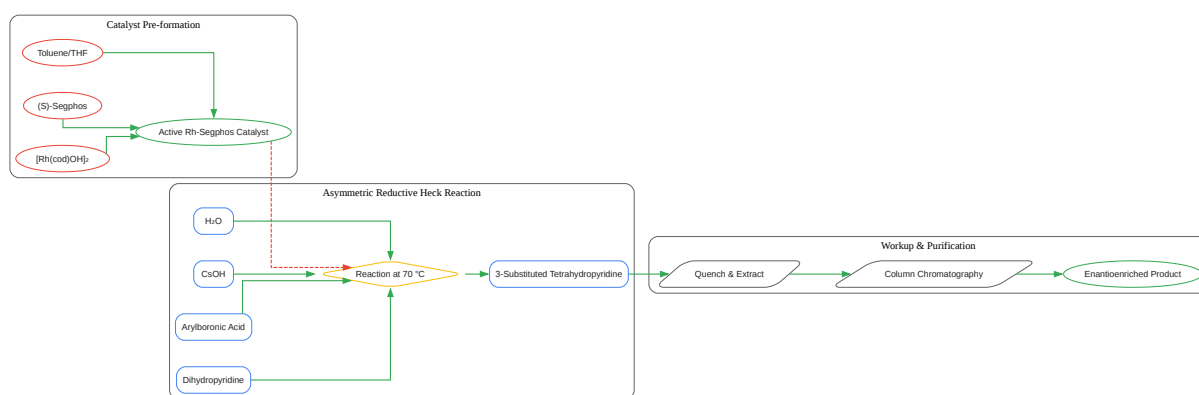 Catalyst Pre-formation
Toluene/THF
(S)-Segphos
Active Rh-Segphos Catalyst
[Rh(cod)OH]₂
Asymmetric Reductive Heck Reaction
H₂O
CsOH
Reaction at 70 °C
3-Substituted Tetrahydropyridine
Arylboronic Acid
Dihydropyridine
Workup & Purification
Quench & Extract
Column Chromatography
Enantioenriched Product